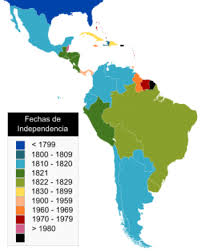 Fechas de
Independencia
< 1799
1800 - 1809
1810 - 1820
1821
1822 - 1829
1898 - 1899
1900 - 1959
1960 - 1969
1970 - 1979
> 1980